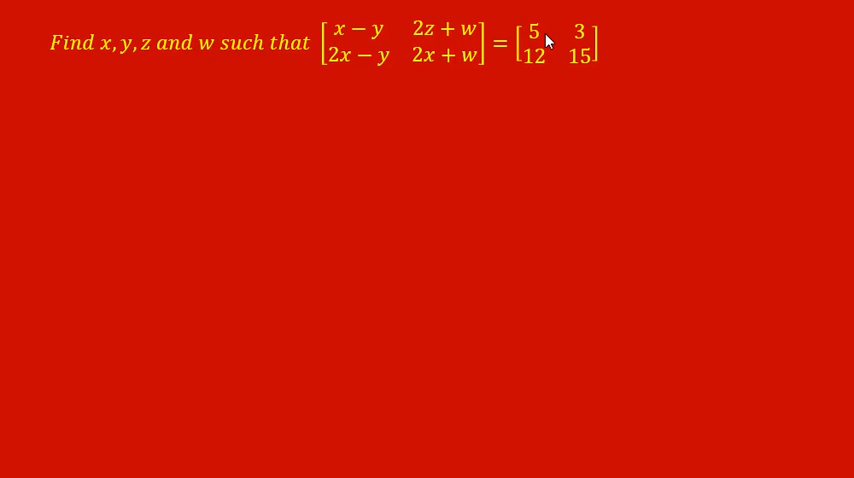 Find x, y, z and w such that [x − y 2z + w] = [5 3]
[2x − y 2x + w] [12 15]